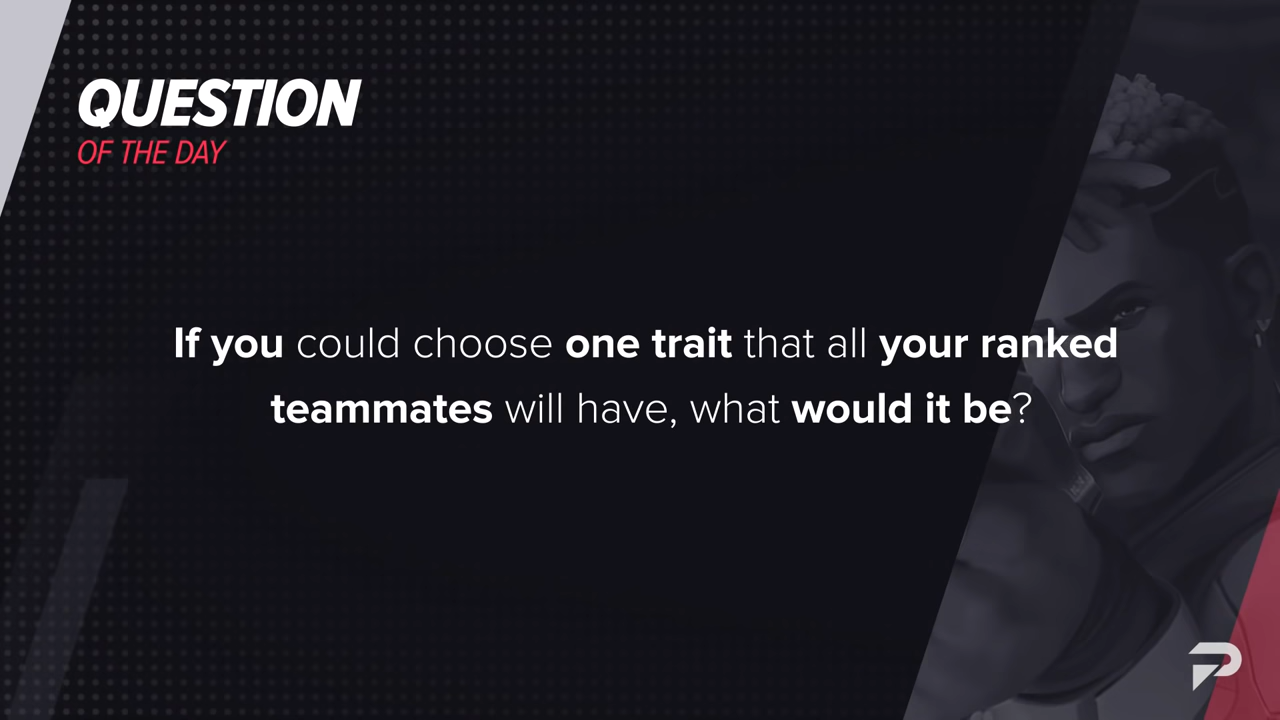 QUESTION
OF THE DAY
If you could choose one trait that all your ranked
teammates will have, what would it be?